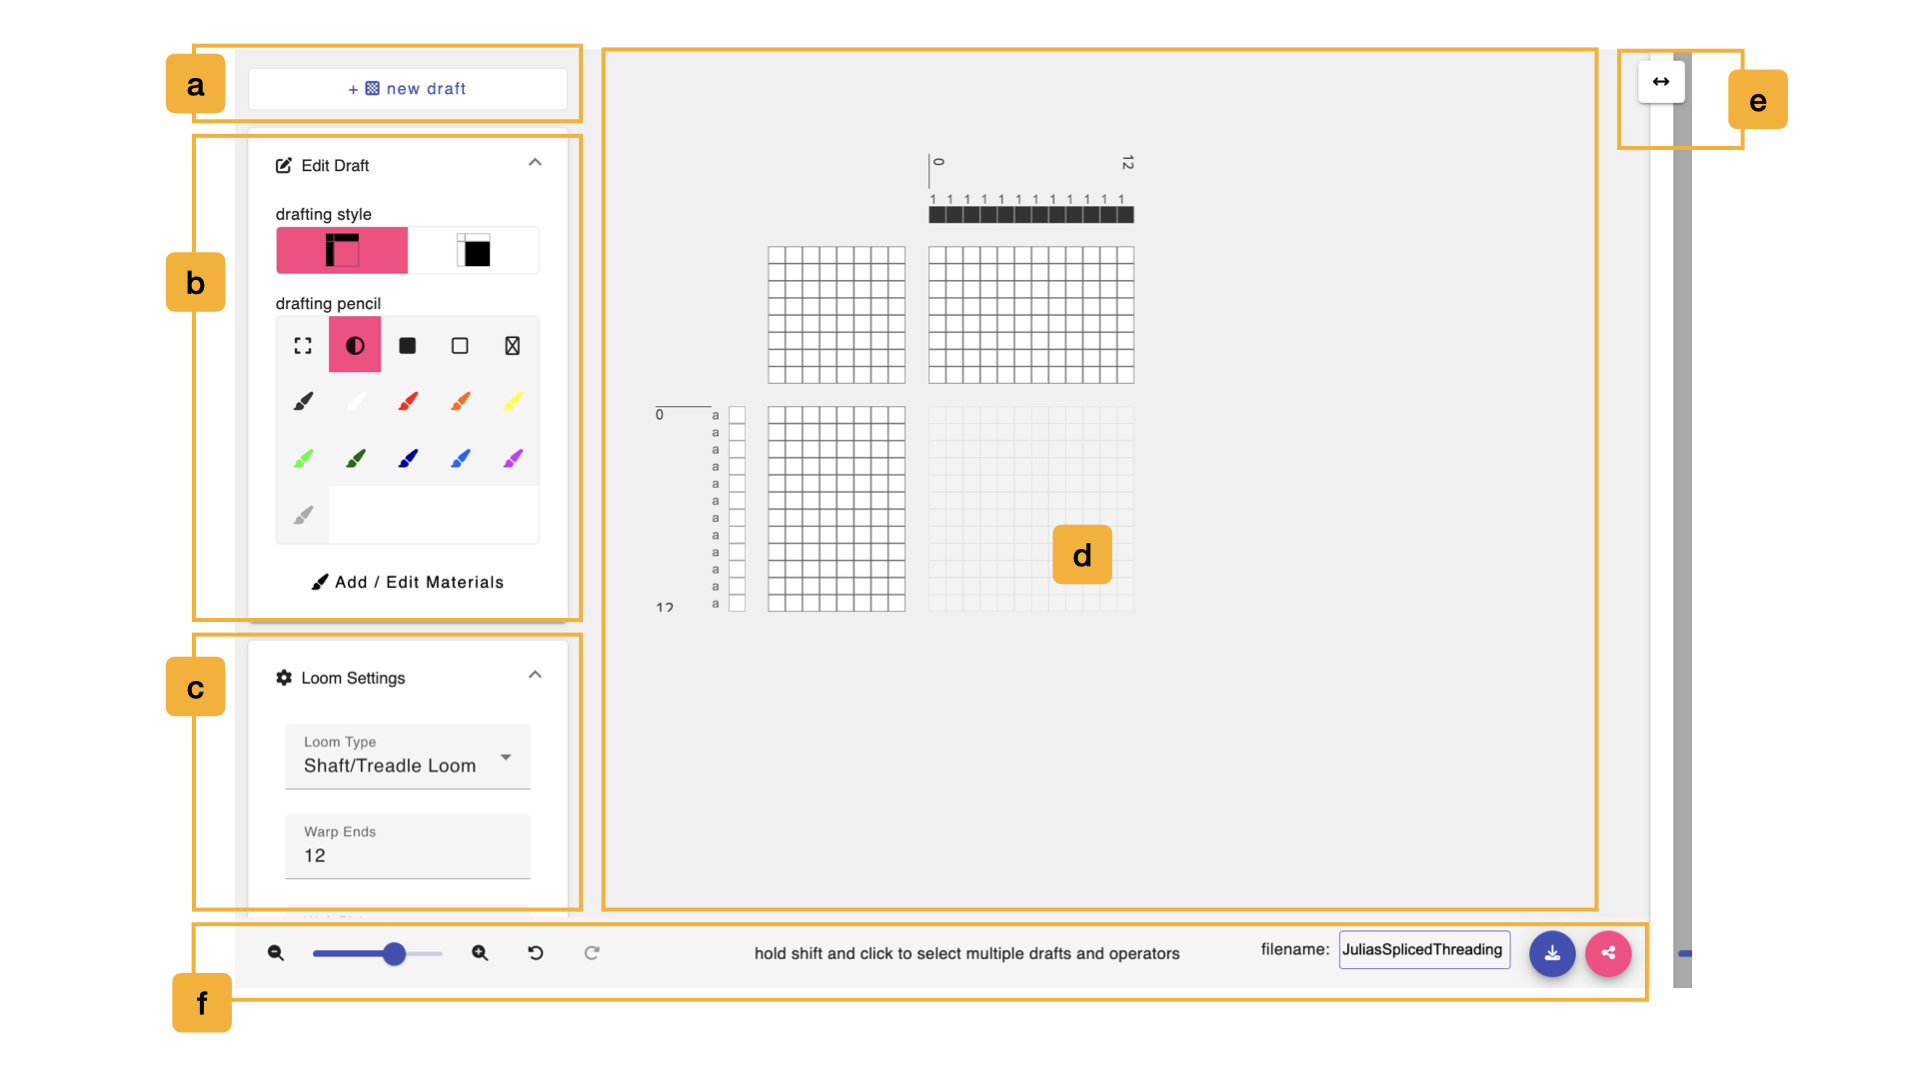 a
+ new draft
b
Edit Draft
drafting style
drafting pencil
Add / Edit Materials
c
Loom Settings
Loom Type
Shaft/Treadle Loom
Warp Ends
12
0 12
1 1 1 1 1 1 1 1 1 1 1 1
0
a
a
a
a
a
a
a
a
a
a
a
a
12
d
e
hold shift and click to select multiple drafts and operators
filename: JuliasSplicedThreading
f